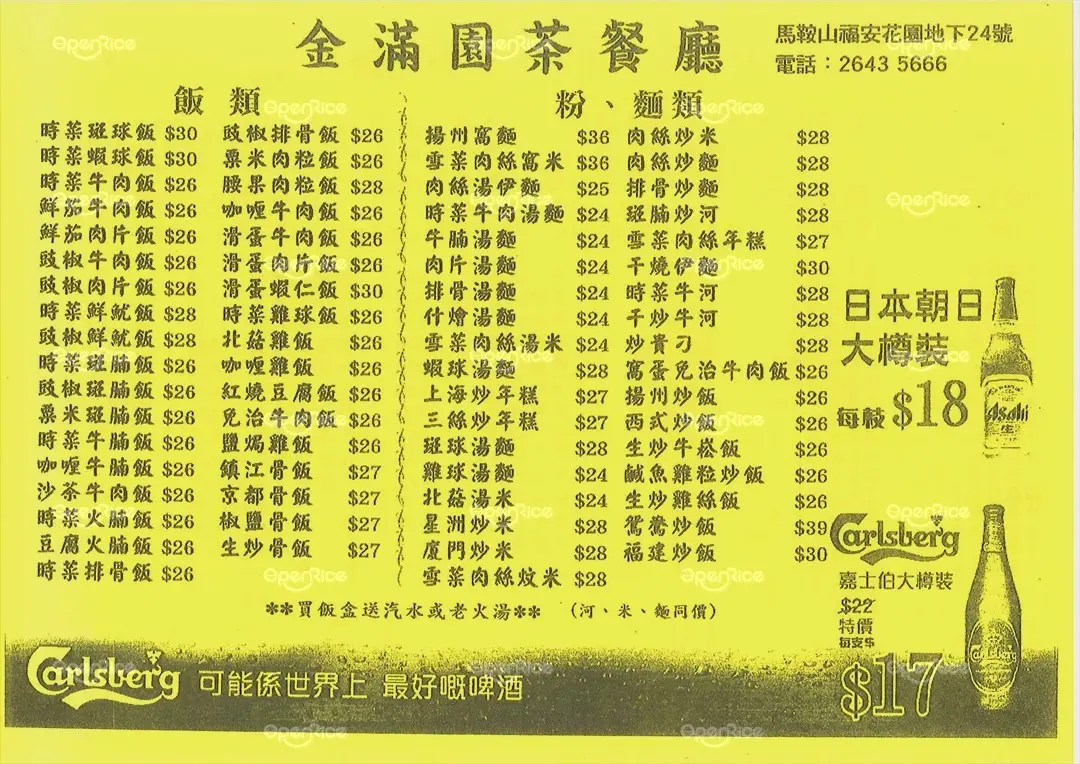 金滿園茶餐廳
馬鞍山福安花園地下24號
電話：2643 5666
飯類
時菜斑球飯 $30
時菜蝦球飯 $30
時菜牛肉飯 $26
鮮茄牛肉飯 $26
鮮茄肉片飯 $26
豉椒牛肉飯 $26
豉椒肉片飯 $26
時菜鮮魷飯 $28
豉椒鮮魷飯 $28
時菜斑腩飯 $26
豉椒斑腩飯 $26
粟米斑腩飯 $26
時菜牛腩飯 $26
咖喱牛腩飯 $26
沙茶牛肉飯 $26
時菜火腩飯 $26
豆腐火腩飯 $26
時菜排骨飯 $26
豉椒排骨飯 $26
粟米肉粒飯 $26
腰果肉粒飯 $28
咖喱牛肉飯 $26
滑蛋牛肉飯 $26
滑蛋肉片飯 $26
滑蛋蝦仁飯 $30
時菜雞球飯 $26
北菇雞飯 $26
咖喱雞飯 $26
紅燒豆腐飯 $26
免治牛肉飯 $26
鹽焗雞飯 $26
鎮江骨飯 $27
京都骨飯 $27
椒鹽骨飯 $27
生炒骨飯 $27
粉、麵類
揚州窩麵 $36
雪菜肉絲窩米 $36
肉絲湯伊麵 $25
時菜牛肉湯麵 $24
牛腩湯麵 $24
肉片湯麵 $24
排骨湯麵 $24
什燴湯麵 $24
雪菜肉絲湯米 $24
蝦球湯麵 $28
上海炒年糕 $27
三絲炒年糕 $27
斑球湯麵 $28
雞球湯麵 $24
北菇湯米 $24
星洲炒米 $28
廈門炒米 $28
雪菜肉絲炆米 $28
肉絲炒米 $28
肉絲炒麵 $28
排骨炒麵 $28
斑腩炒河 $28
雪菜肉絲年糕 $27
干燒伊麵 $30
時菜牛河 $28
干炒牛河 $28
炒貴刁 $28
窩蛋免治牛肉飯 $26
揚州炒飯 $26
西式炒飯 $26
生炒牛崧飯 $26
鹹魚雞粒炒飯 $26
生炒雞絲飯 $26
鴛鴦炒飯 $39
福建炒飯 $30
**買飯盒送汽水或老火湯** (河、米、麵同價)
日本朝日
大樽裝
每枝 $18
Asahi
生
Carlsberg
嘉士伯大樽裝
$22
特價
每支$
$17
Carlsberg
Carlsberg 可能係世界上 最好嘅啤酒
OpenRice